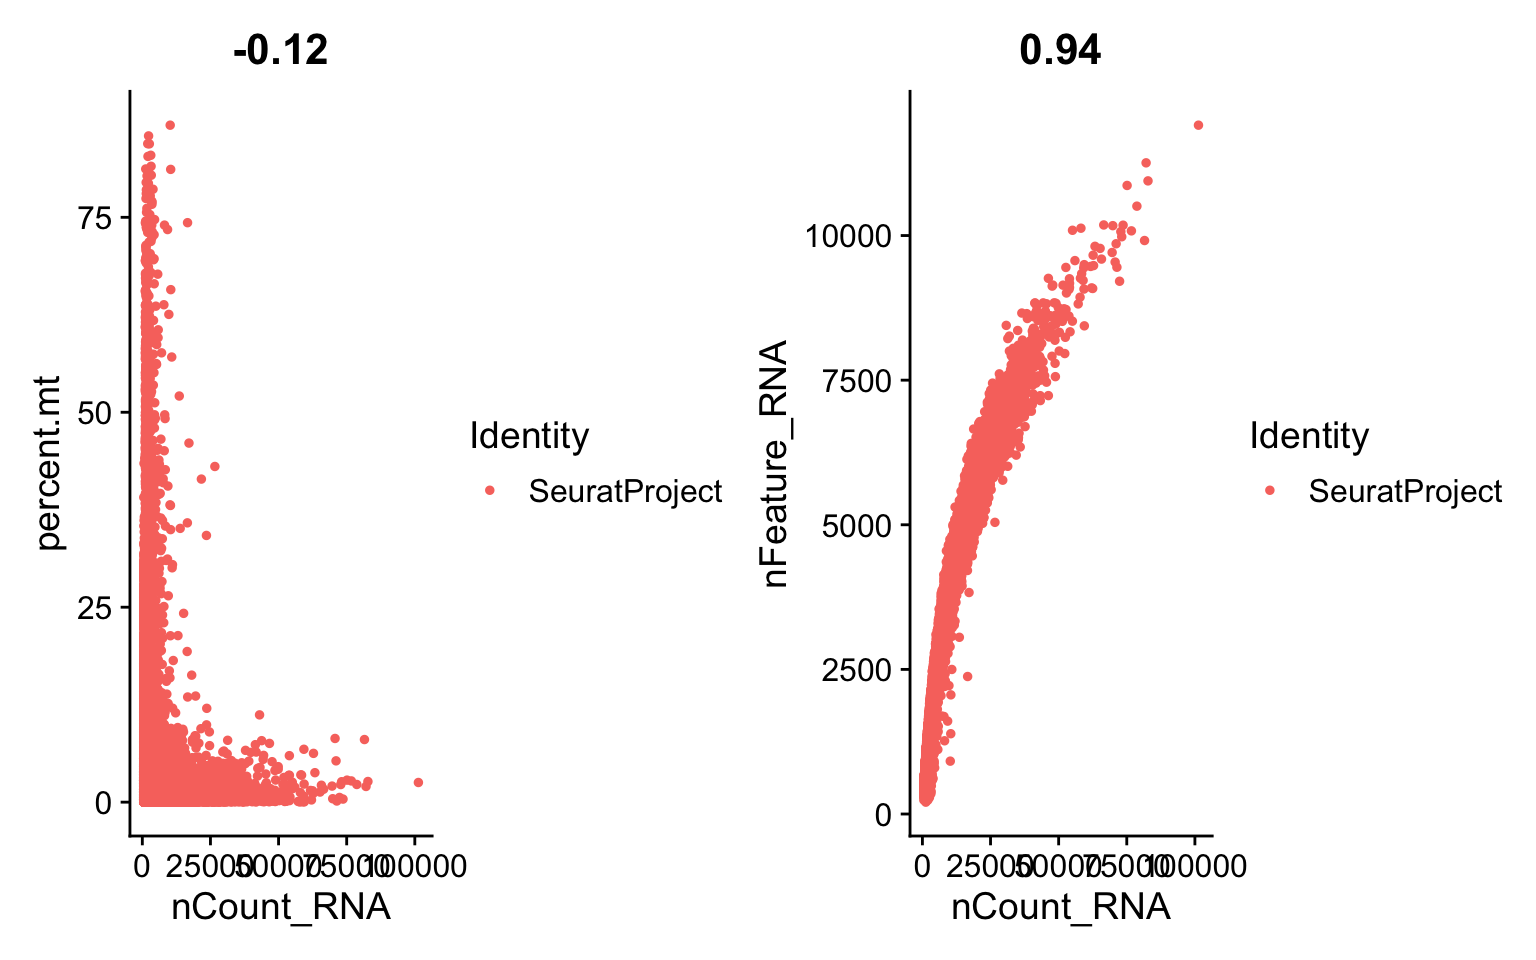 -0.12
percent.mt
75
50
25
0
0 25000 50000 75000 100000
nCount_RNA
Identity
SeuratProject
0.94
nFeature_RNA
10000
7500
5000
2500
0
0 25000 50000 75000 100000
nCount_RNA
Identity
SeuratProject